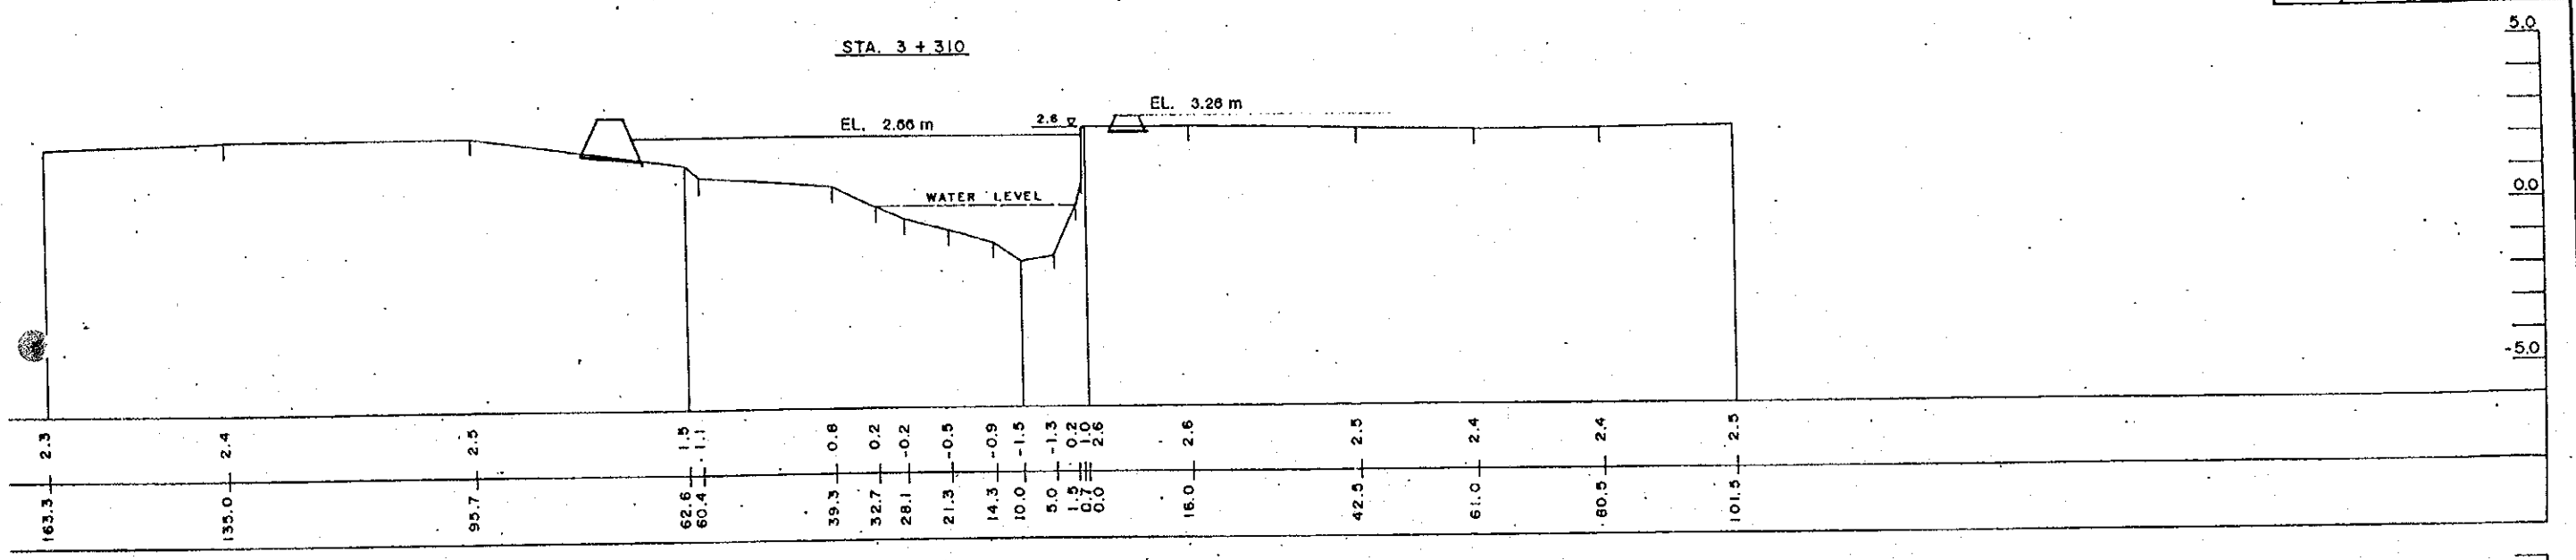 5.0
STA. 3 + 310
EL. 3.26 m
EL. 2.66 m
2.6
0.0
WATER LEVEL
-5.0
2.3 2.4 2.5 1.5 1.1 0.8 0.2 -0.2 -0.5 -0.9 -1.5 -1.3 0.2 1.0 2.6 2.6 2.5 2.4 2.4 2.5
163.3 135.0 95.7 62.6 60.4 39.3 32.7 28.1 21.3 14.3 10.0 5.0 1.5 0.7 0.0 16.0 42.5 61.0 80.5 101.5